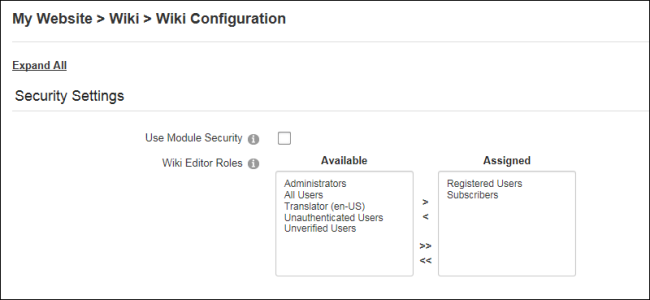 My Website > Wiki > Wiki Configuration
Expand All
Security Settings
Use Module Security
Wiki Editor Roles
Available
Administrators
All Users
Translator (en-US)
Unauthenticated Users
Unverified Users
>
<
>>
<<
Assigned
Registered Users
Subscribers